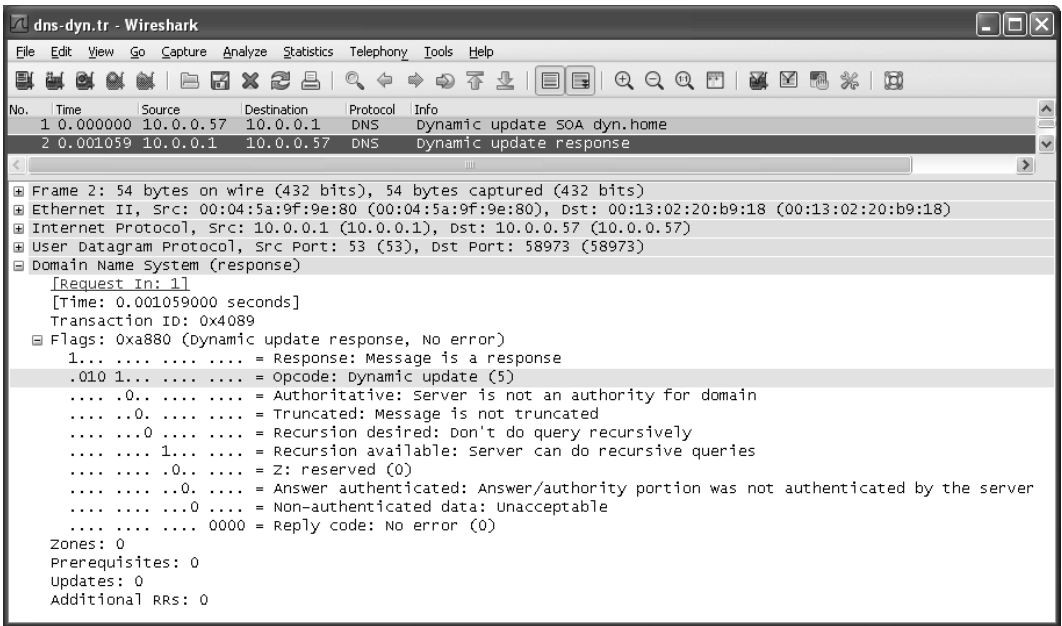 dns-dyn.tr - Wireshark
File Edit View Go Capture Analyze Statistics Telephony Tools Help
No. Time Source Destination Protocol Info
1 0.000000 10.0.0.57 10.0.0.1 DNS Dynamic update SOA dyn.home
2 0.001059 10.0.0.1 10.0.0.57 DNS Dynamic update response
Frame 2: 54 bytes on wire (432 bits), 54 bytes captured (432 bits)
Ethernet II, Src: 00:04:5a:9f:9e:80 (00:04:5a:9f:9e:80), Dst: 00:13:02:20:b9:18 (00:13:02:20:b9:18)
Internet Protocol, Src: 10.0.0.1 (10.0.0.1), Dst: 10.0.0.57 (10.0.0.57)
User Datagram Protocol, Src Port: 53 (53), Dst Port: 58973 (58973)
Domain Name System (response)
[Request In: 1]
[Time: 0.001059000 seconds]
Transaction ID: 0x4089
Flags: 0xa880 (Dynamic update response, No error)
1... .... .... .... = Response: Message is a response
.010 1... .... .... = Opcode: Dynamic update (5)
.... .0.. .... .... = Authoritative: Server is not an authority for domain
.... ..0. .... .... = Truncated: Message is not truncated
.... ...0 .... .... = Recursion desired: Don't do query recursively
.... .... 1... .... = Recursion available: Server can do recursive queries
.... .... .0.. .... = Z: reserved (0)
.... .... ..0. .... = Answer authenticated: Answer/authority portion was not authenticated by the server
.... .... ...0 .... = Non-authenticated data: Unacceptable
.... .... .... 0000 = Reply code: No error (0)
Zones: 0
Prerequisites: 0
Updates: 0
Additional RRs: 0